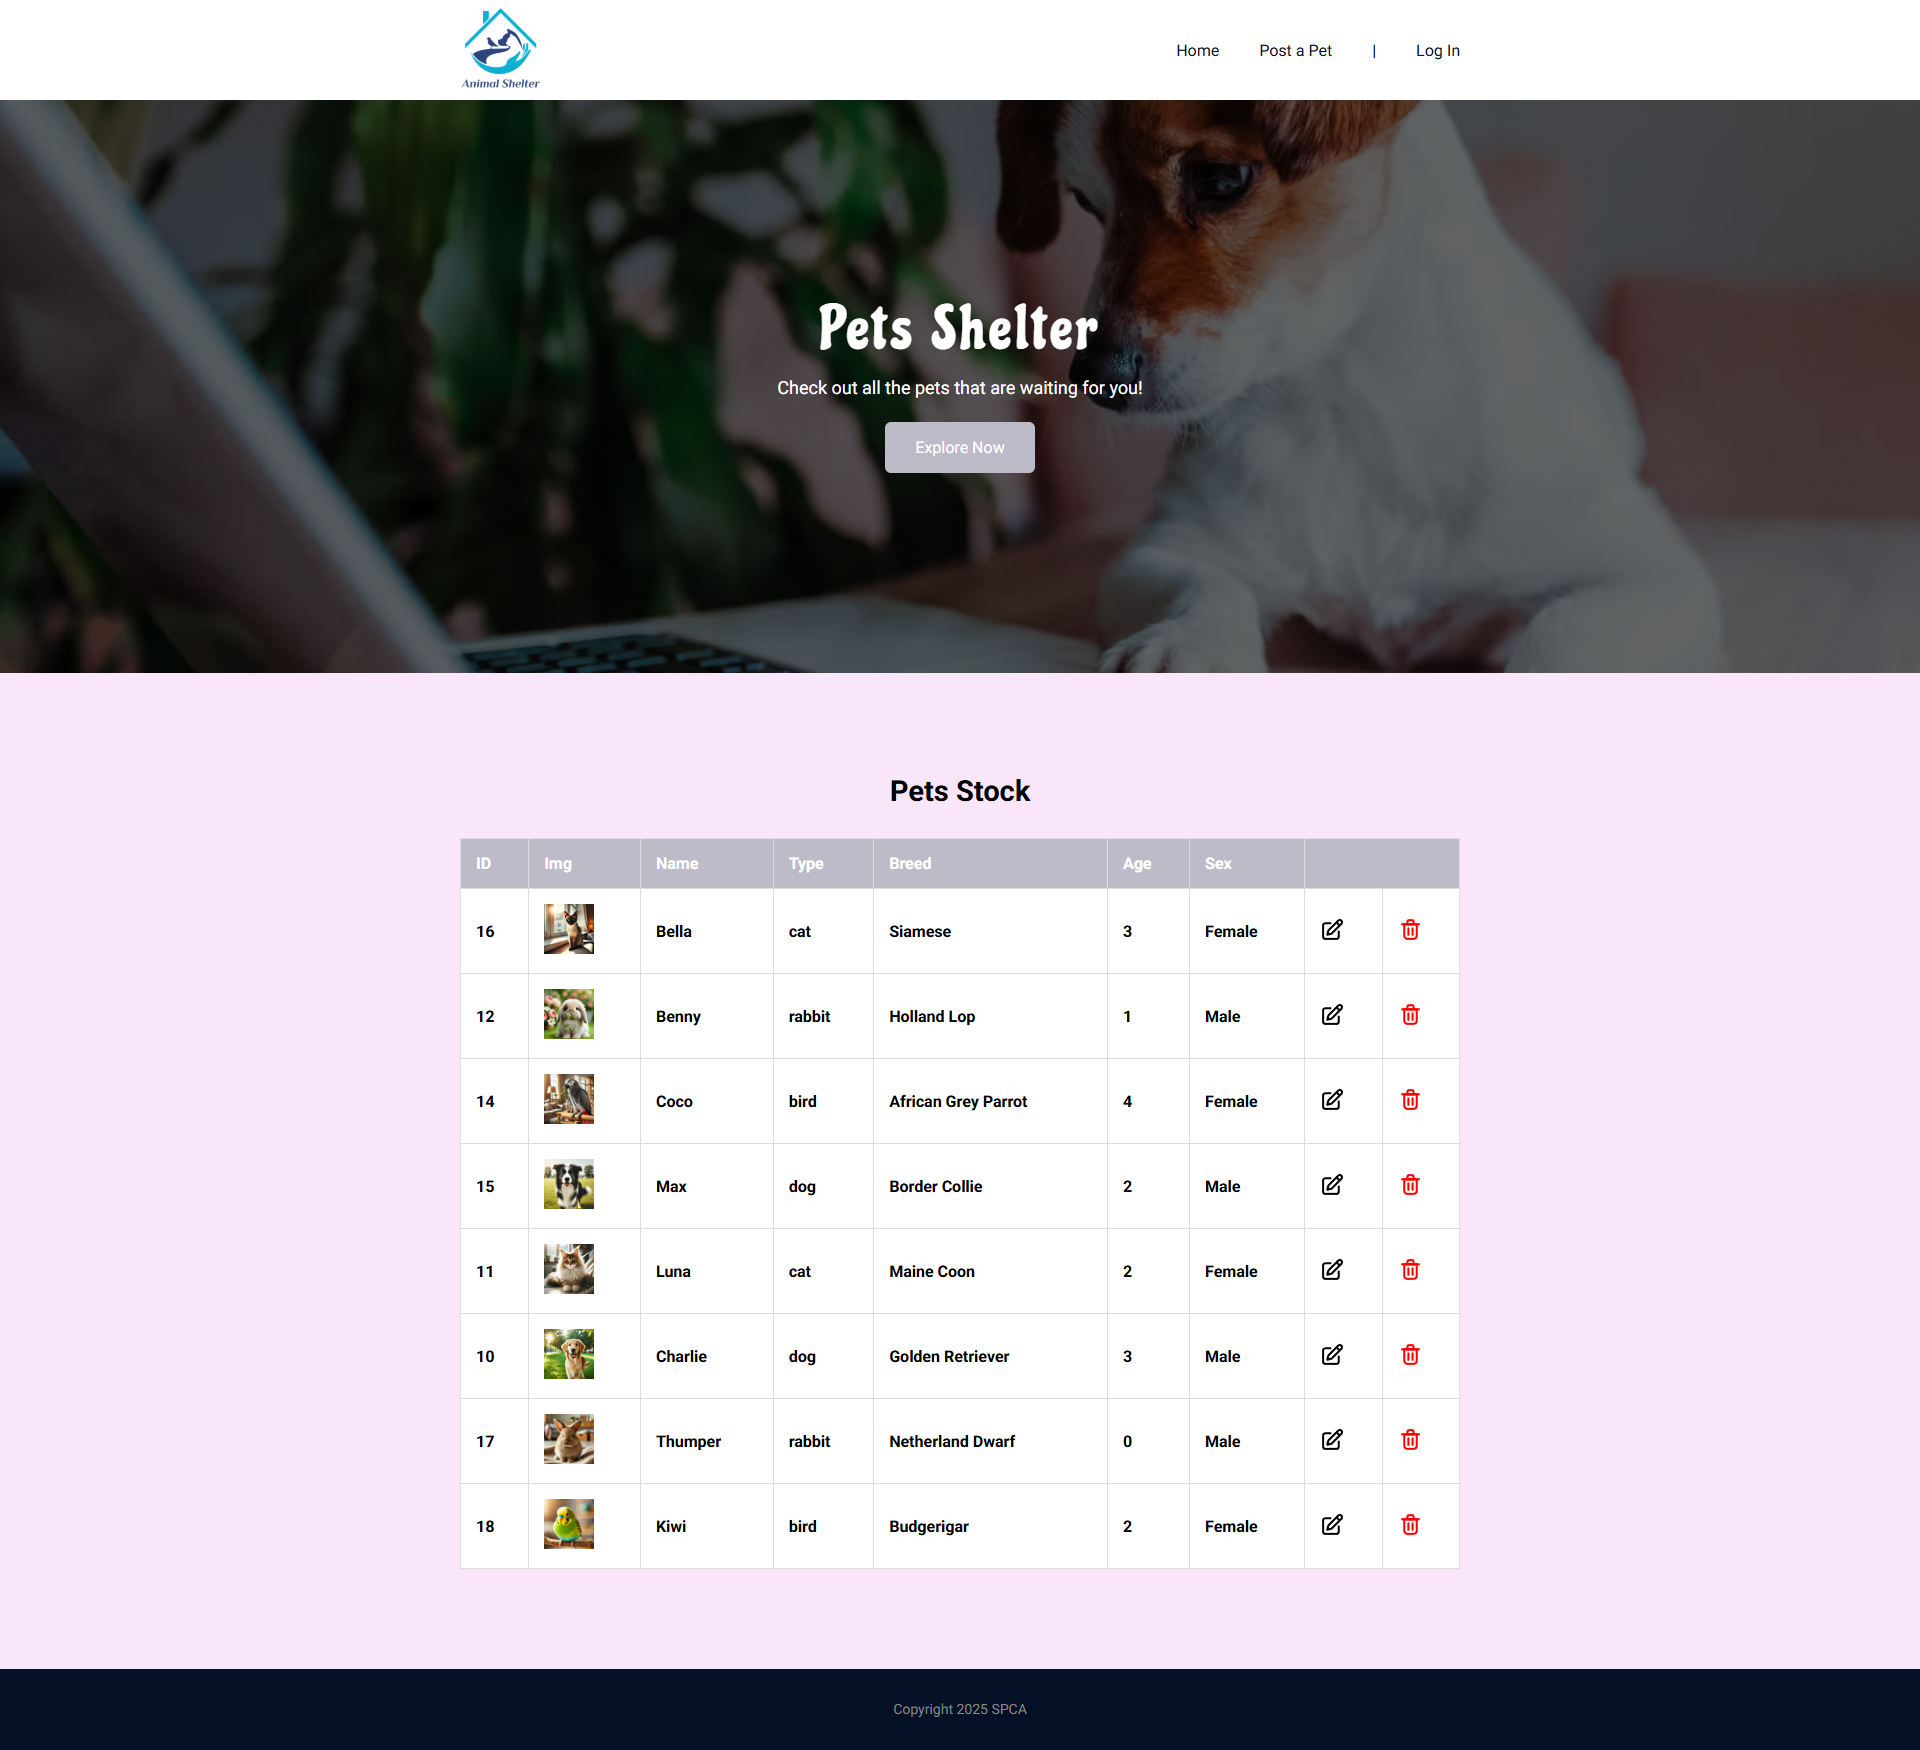 Animal Shelter
Home Post a Pet | Log In
Pets Shelter
Check out all the pets that are waiting for you!
Explore Now
Pets Stock
ID Img Name Type Breed Age Sex
16 Bella cat Siamese 3 Female
12 Benny rabbit Holland Lop 1 Male
14 Coco bird African Grey Parrot 4 Female
15 Max dog Border Collie 2 Male
11 Luna cat Maine Coon 2 Female
10 Charlie dog Golden Retriever 3 Male
17 Thumper rabbit Netherland Dwarf 0 Male
18 Kiwi bird Budgerigar 2 Female
Copyright 2025 SPCA